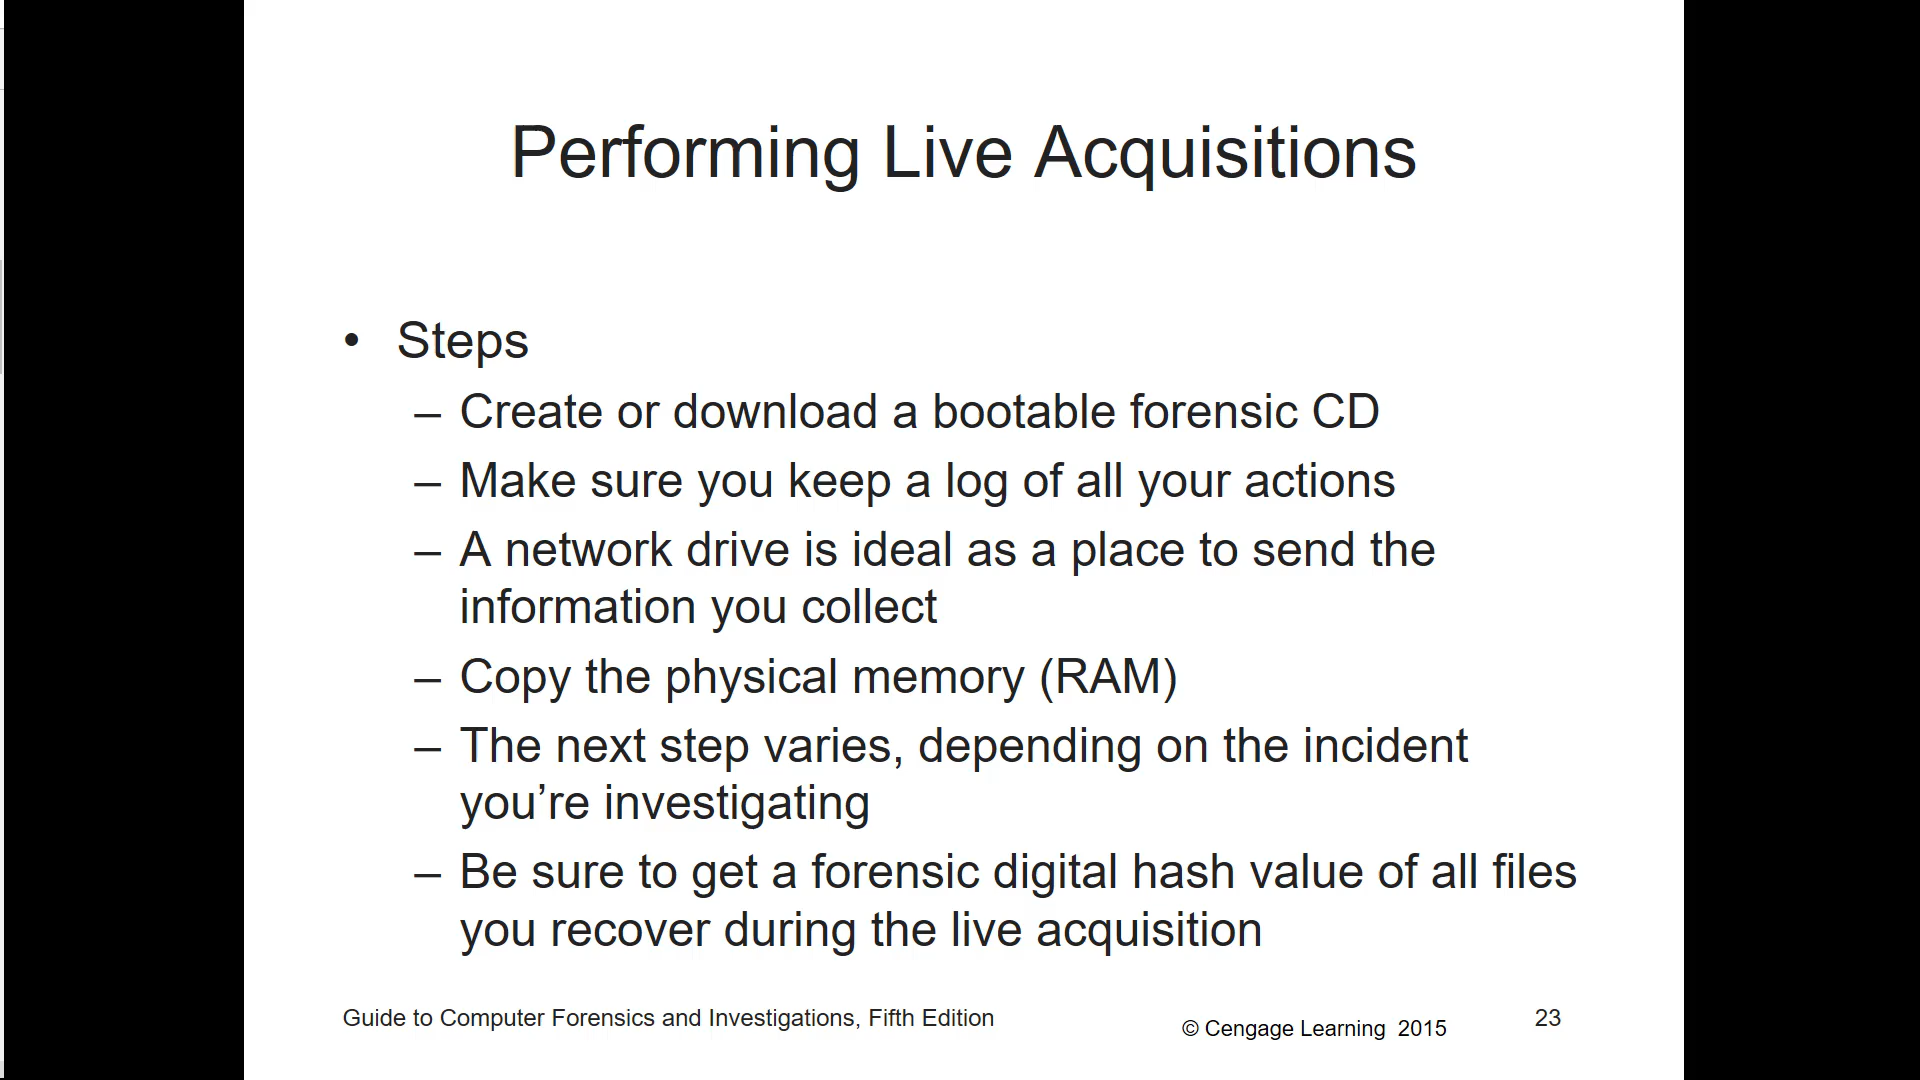 Performing Live Acquisitions
• Steps
– Create or download a bootable forensic CD
– Make sure you keep a log of all your actions
– A network drive is ideal as a place to send the
information you collect
– Copy the physical memory (RAM)
– The next step varies, depending on the incident
you’re investigating
– Be sure to get a forensic digital hash value of all files
you recover during the live acquisition
Guide to Computer Forensics and Investigations, Fifth Edition
© Cengage Learning 2015
23